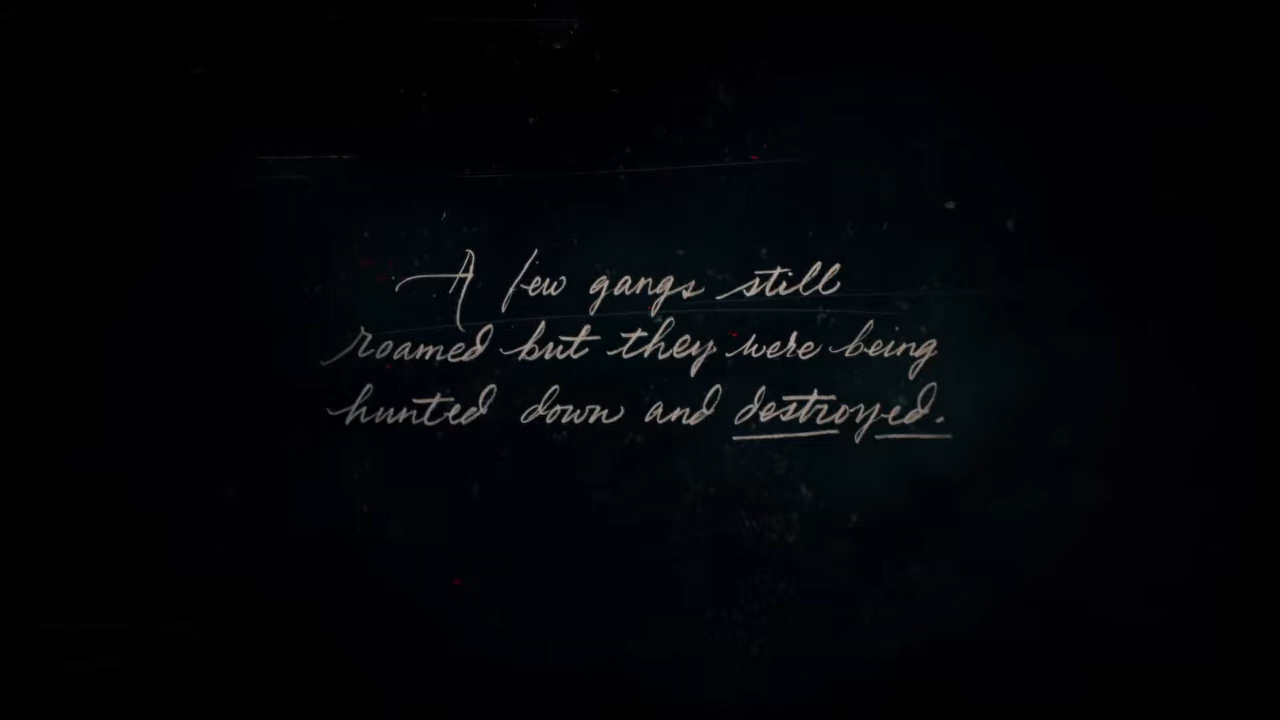 A few gangs still
roamed but they were being
hunted down and destroyed.